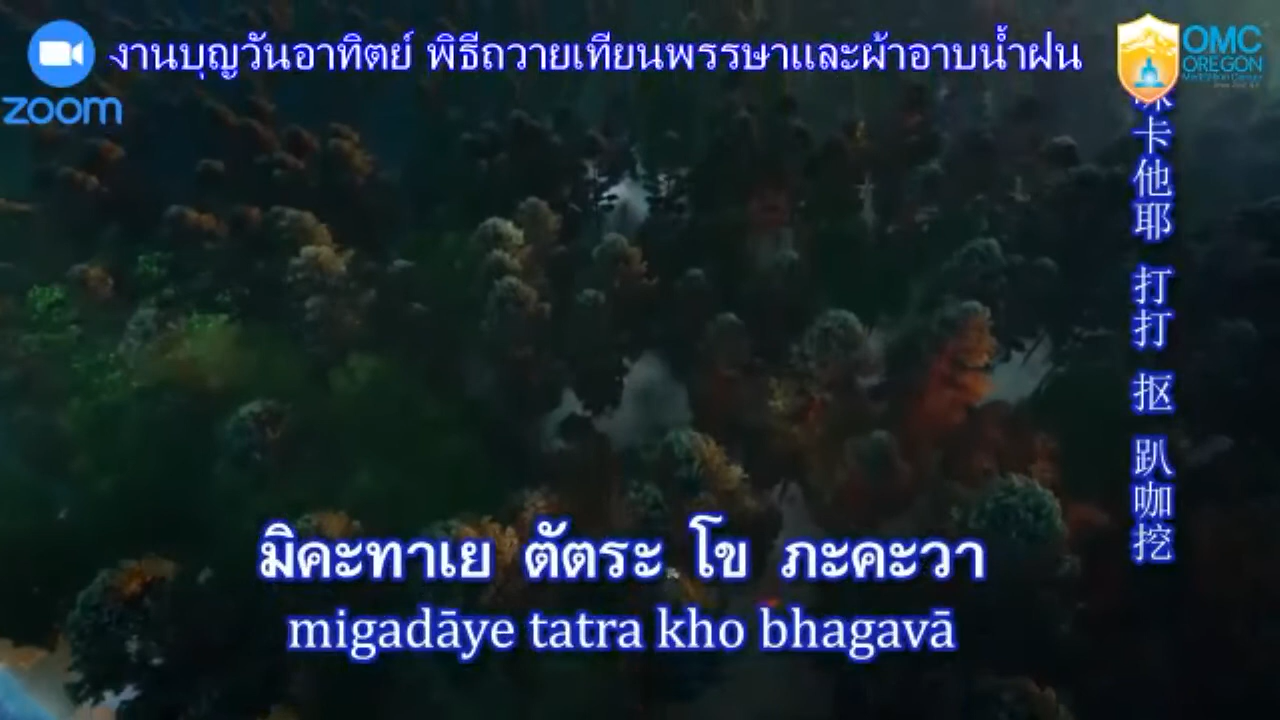 งานบุญวันอาทิตย์ พิธีถวายเทียนพรรษาและผ้าอาบน้ำฝน
zoom
OMC
OREGON
卡他耶 打打 抠 趴咖挖
มิคะทาเย ตัตระ โข ภะคะวา
migadāye tatra kho bhagavā